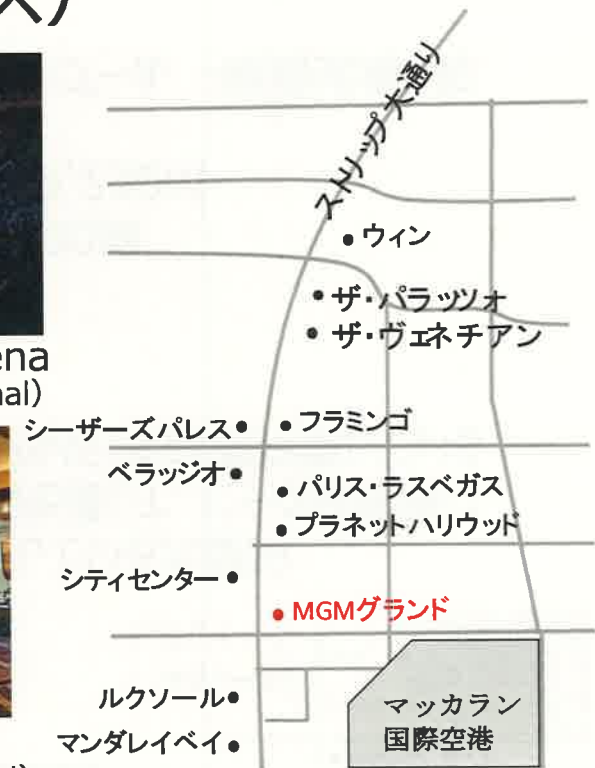 ス)
ena
nal)
ストリップ大通り
ウィン
ザ・パラッツォ
ザ・ヴェネチアン
シーザーズパレス
フラミンゴ
ベラッジオ
パリス・ラスベガス
プラネットハリウッド
シティセンター
MGMグランド
ルクソール
マンダレイベイ
マッカラン
国際空港